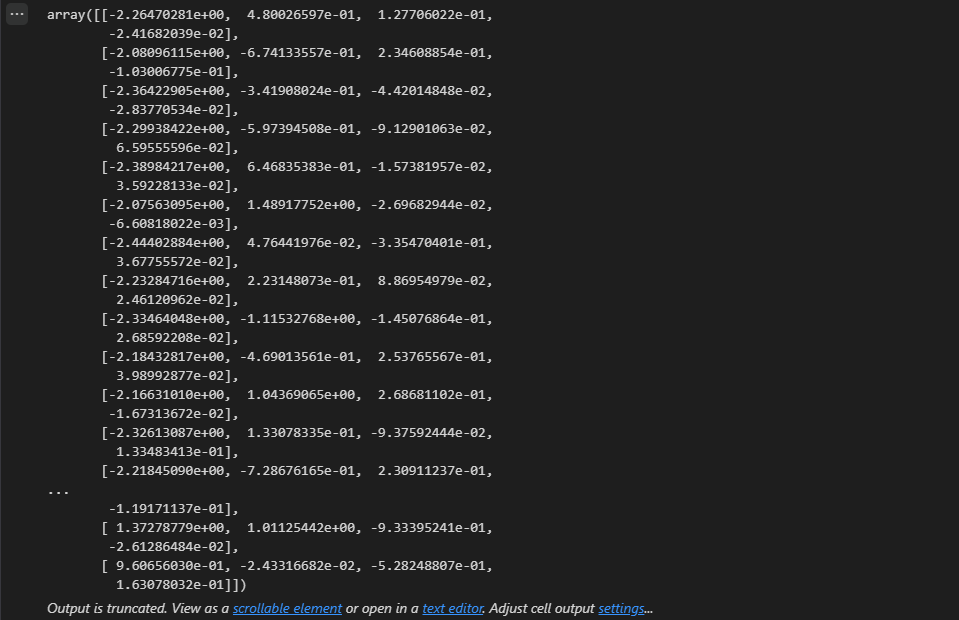 ...
array([[-2.26470281e+00,  4.80026597e-01,  1.27706022e-01,
        -2.41682039e-02],
       [-2.08096115e+00, -6.74133557e-01,  2.34608854e-01,
        -1.03006775e-01],
       [-2.36422905e+00, -3.41908024e-01, -4.42014848e-02,
        -2.83770534e-02],
       [-2.29938422e+00, -5.97394508e-01, -9.12901063e-02,
         6.59555596e-02],
       [-2.38984217e+00,  6.46835383e-01, -1.57381957e-02,
         3.59228133e-02],
       [-2.07563095e+00,  1.48917752e+00, -2.69682944e-02,
        -6.60818022e-03],
       [-2.44402884e+00,  4.76441976e-02, -3.35470401e-01,
         3.67755572e-02],
       [-2.23284716e+00,  2.23148073e-01,  8.86954979e-02,
         2.46120962e-02],
       [-2.33464048e+00, -1.11532768e+00, -1.45076864e-01,
         2.68592208e-02],
       [-2.18432817e+00, -4.69013561e-01,  2.53765567e-01,
         3.98992877e-02],
       [-2.16631010e+00,  1.04369065e+00,  2.68681102e-01,
        -1.67313672e-02],
       [-2.32613087e+00,  1.33078335e-01, -9.37592444e-02,
         1.33483413e-01],
       [-2.21845090e+00, -7.28676165e-01,  2.30911237e-01,
...
        -1.19171137e-01],
       [ 1.37278779e+00,  1.01125442e+00, -9.33395241e-01,
        -2.61286484e-02],
       [ 9.60656030e-01, -2.43316682e-02, -5.28248807e-01,
         1.63078032e-01]])
Output is truncated. View as a scrollable element or open in a text editor. Adjust cell output settings...